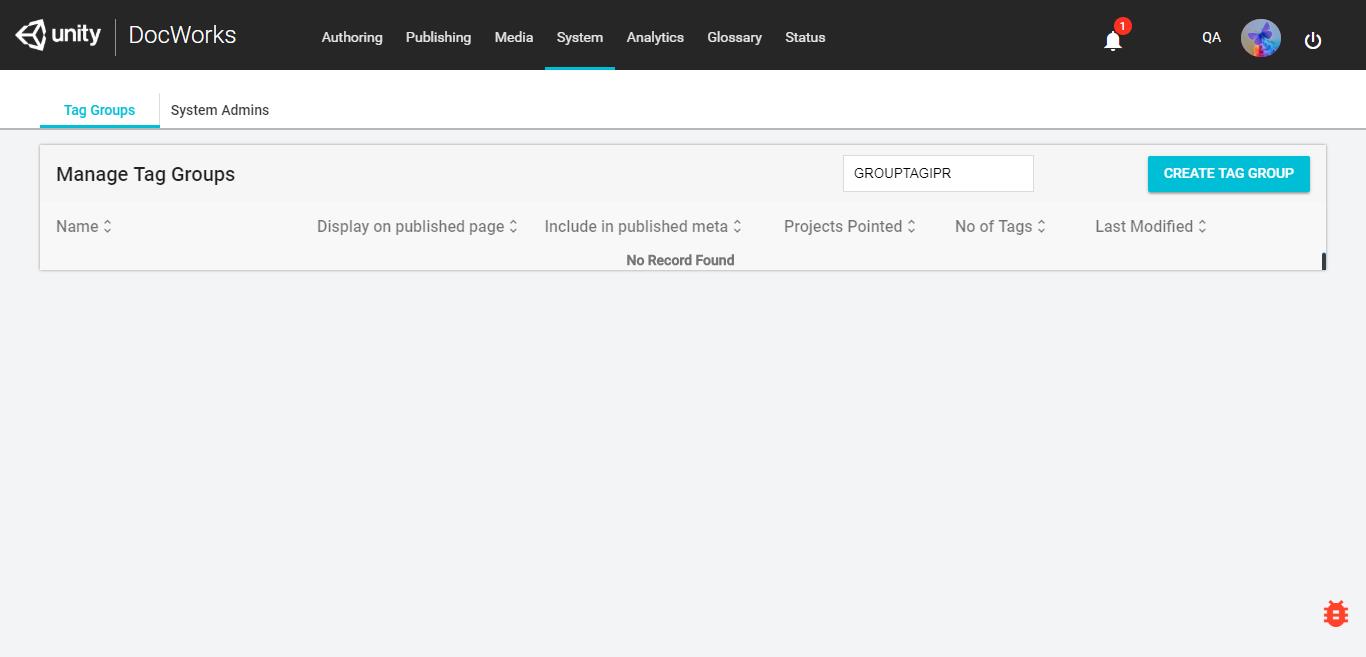 unity DocWorks Authoring Publishing Media System Analytics Glossary Status 1 QA
Tag Groups System Admins
Manage Tag Groups GROUPTAGIPR CREATE TAG GROUP
Name Display on published page Include in published meta Projects Pointed No of Tags Last Modified
No Record Found